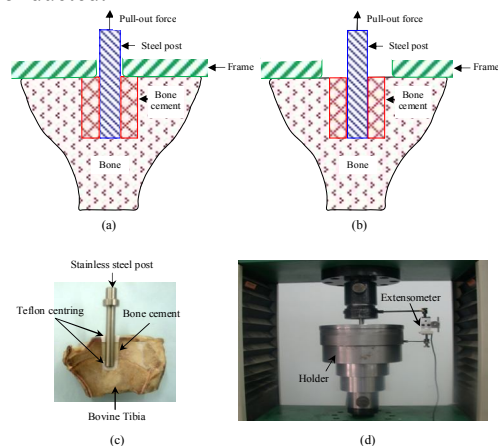 Pull-out force
Steel post
Frame
Bone
cement
Bone
(a)
Pull-out force
Steel post
Frame
Bone
cement
Bone
(b)
Stainless steel post
Teflon centring
Bone cement
Bovine Tibia
(c)
Extensometer
Holder
(d)